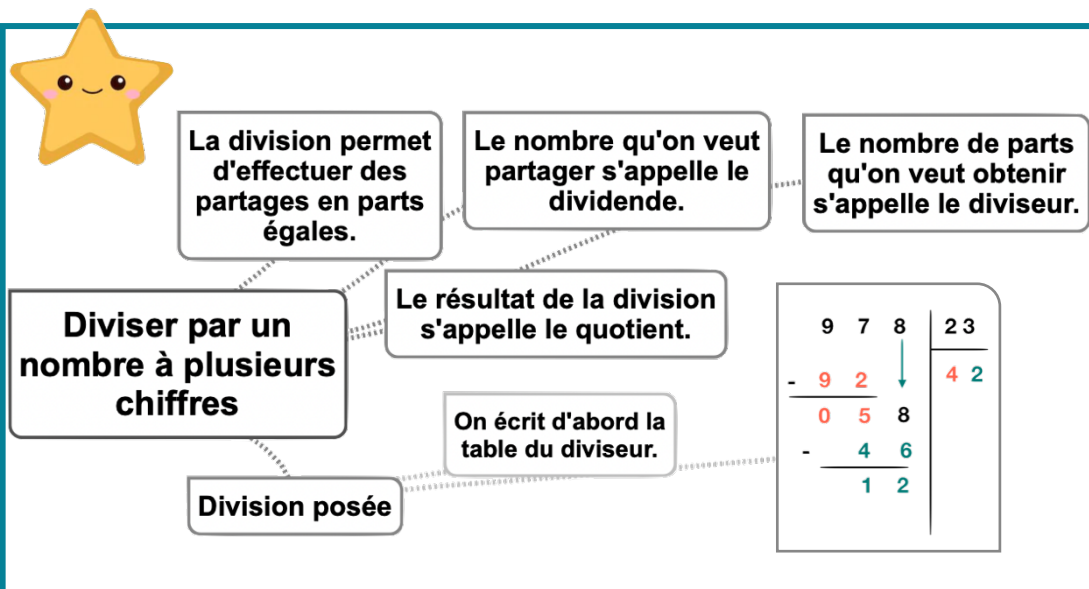 La division permet
d'effectuer des
partages en parts
égales.
Le nombre qu'on veut
partager s'appelle le
dividende.
Le nombre de parts
qu'on veut obtenir
s'appelle le diviseur.
Diviser par un
nombre à plusieurs
chiffres
Le résultat de la division
s'appelle le quotient.
On écrit d'abord la
table du diviseur.
Division posée
9 7 8 23
- 9 2 4 2
0 5 8
- 4 6
1 2